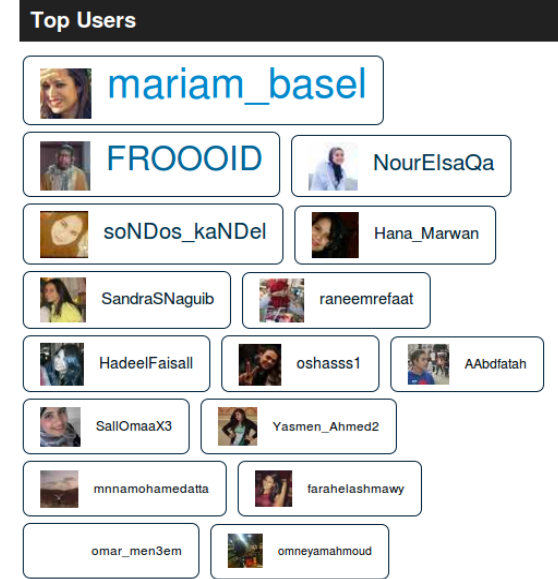 Top Users
mariam_basel
FROOOID NourElsaQa
soNDos_kaNDel Hana_Marwan
SandraSNaguib raneemrefaat
HadeelFaisall oshasss1 AAbdfatah
SallOmaaX3 Yasmen_Ahmed2
mnnamohamedatta farahelashmawy
omar_men3em omneyamahmoud